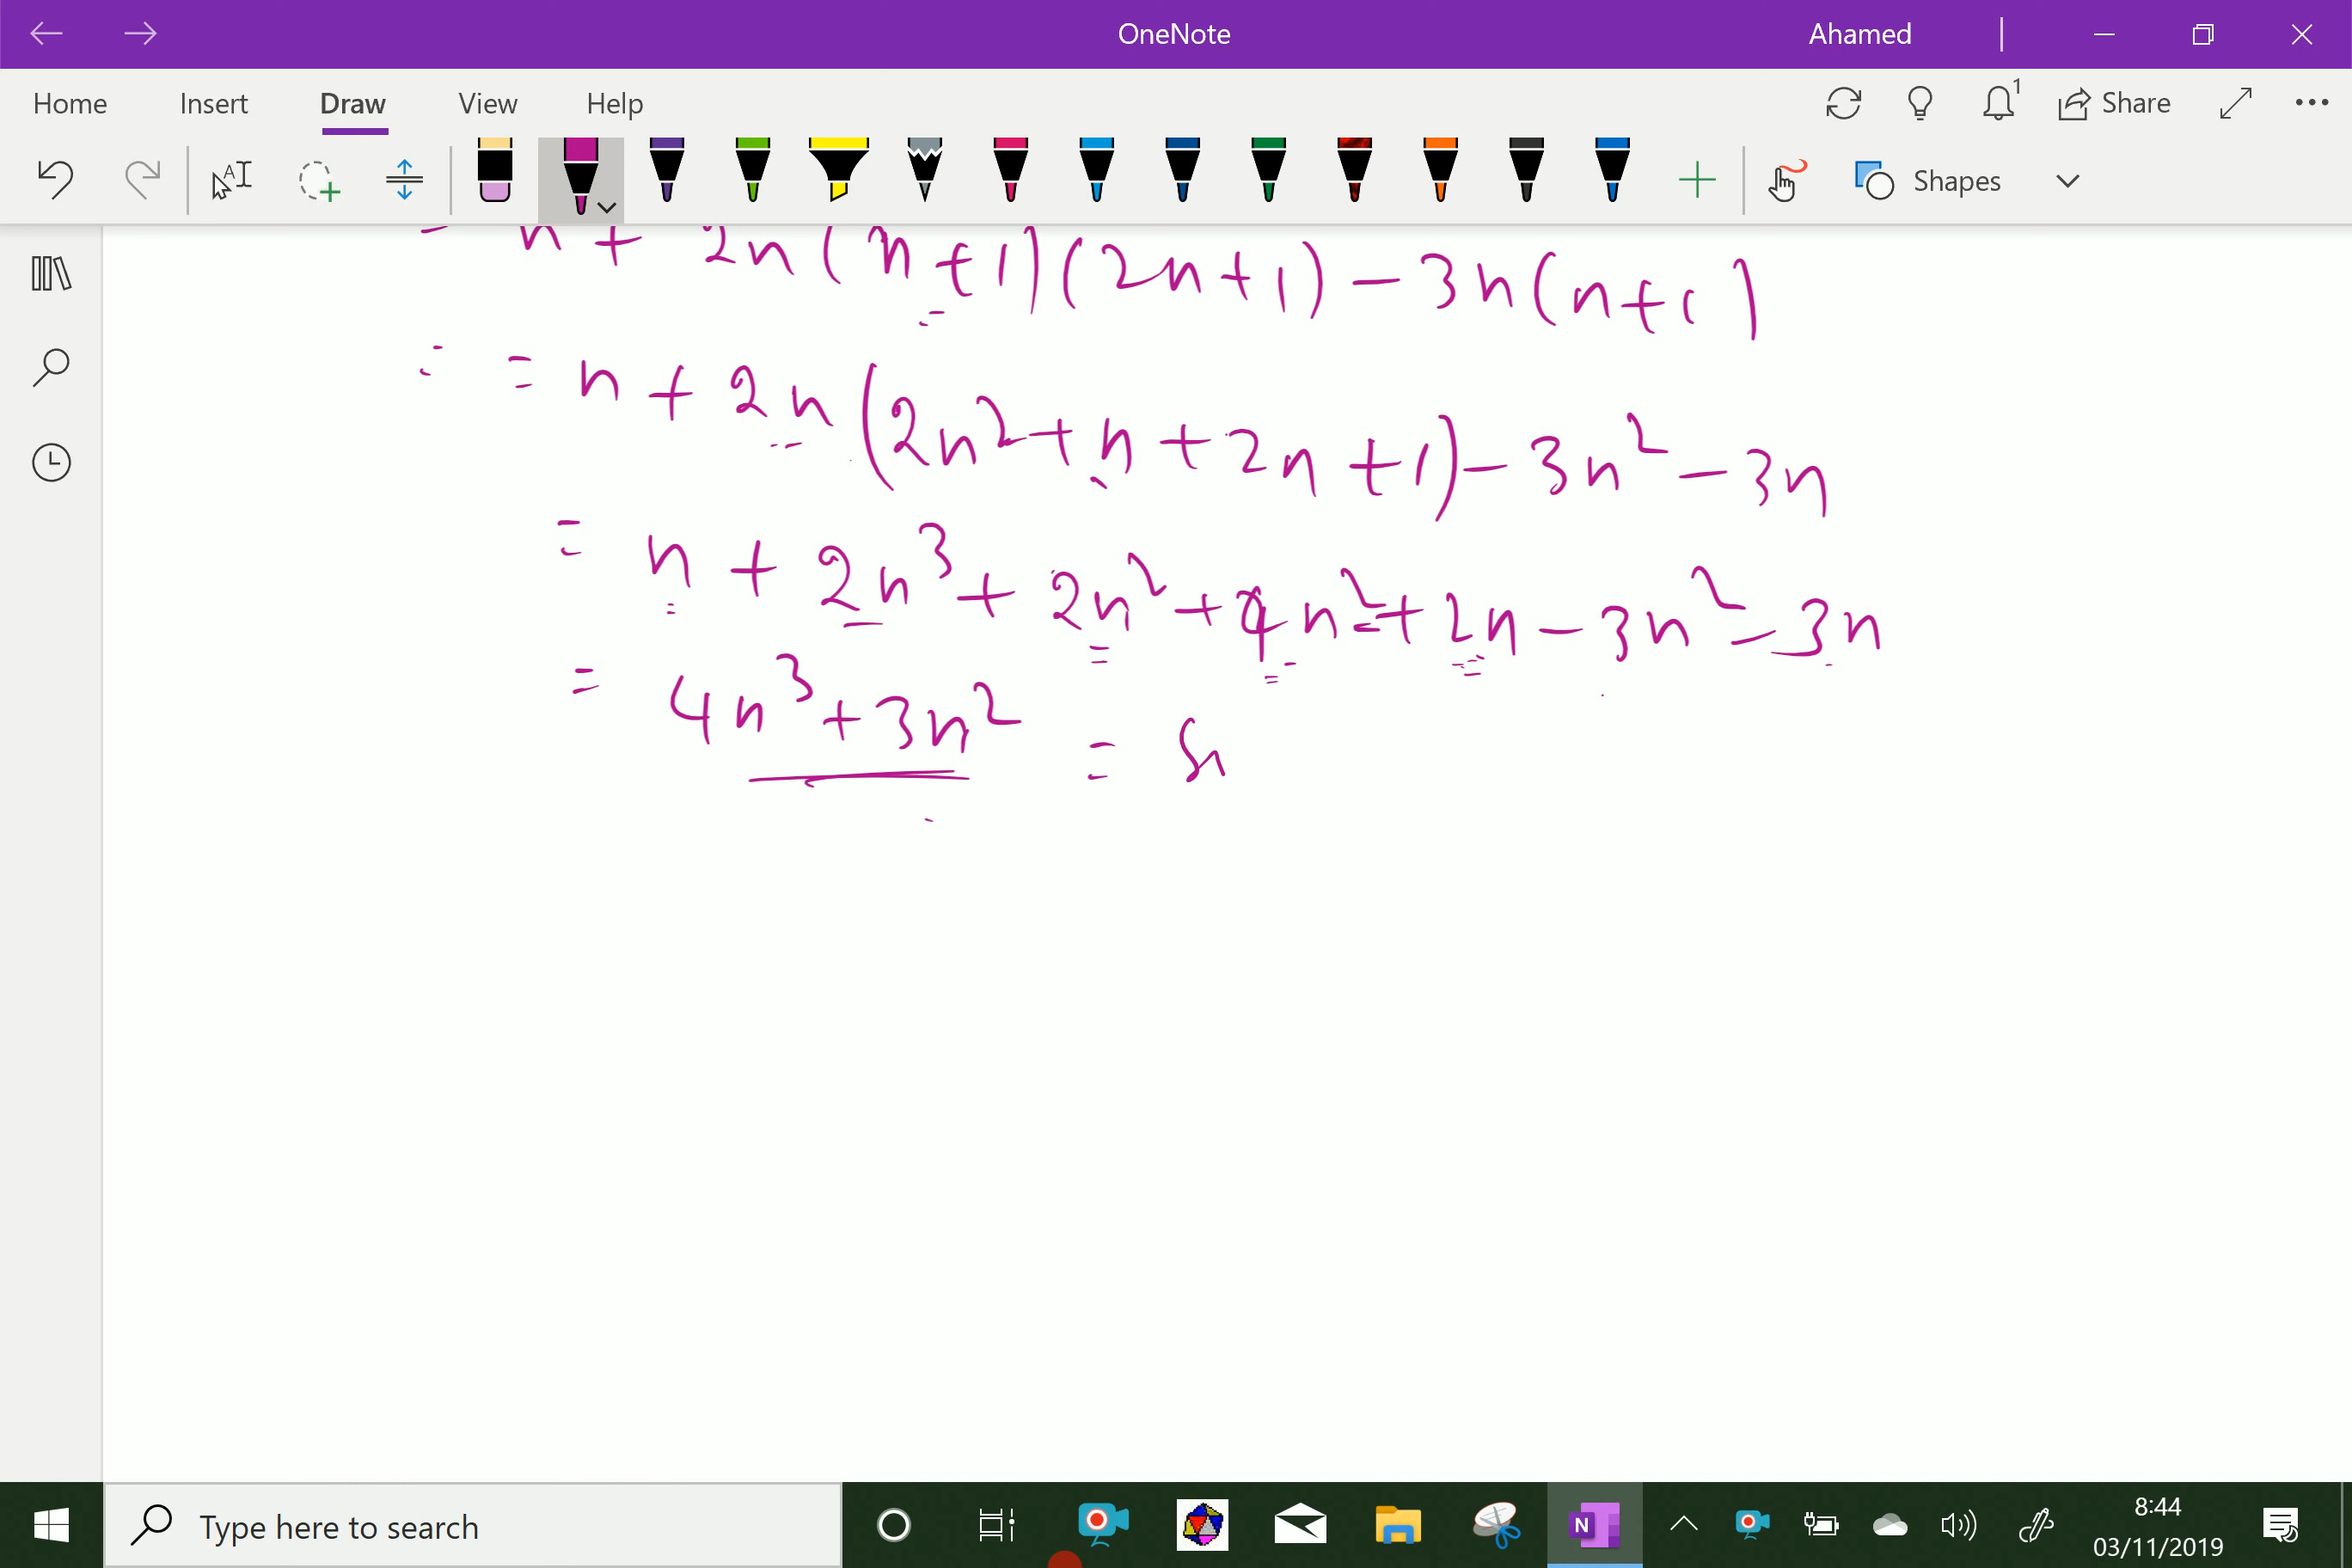 OneNote Ahamed
Home Insert Draw View Help 1 Share
Shapes
= n + 2n(n+1)(2n+1) - 3n(n+1)
= = n + 2n(2n²+n+2n+1) - 3n² - 3n
= n + 2n³ + 2n² + 4n² + 2n - 3n² - 3n
= 4n³+3n² = Sn
Type here to search N 8:44
03/11/2019